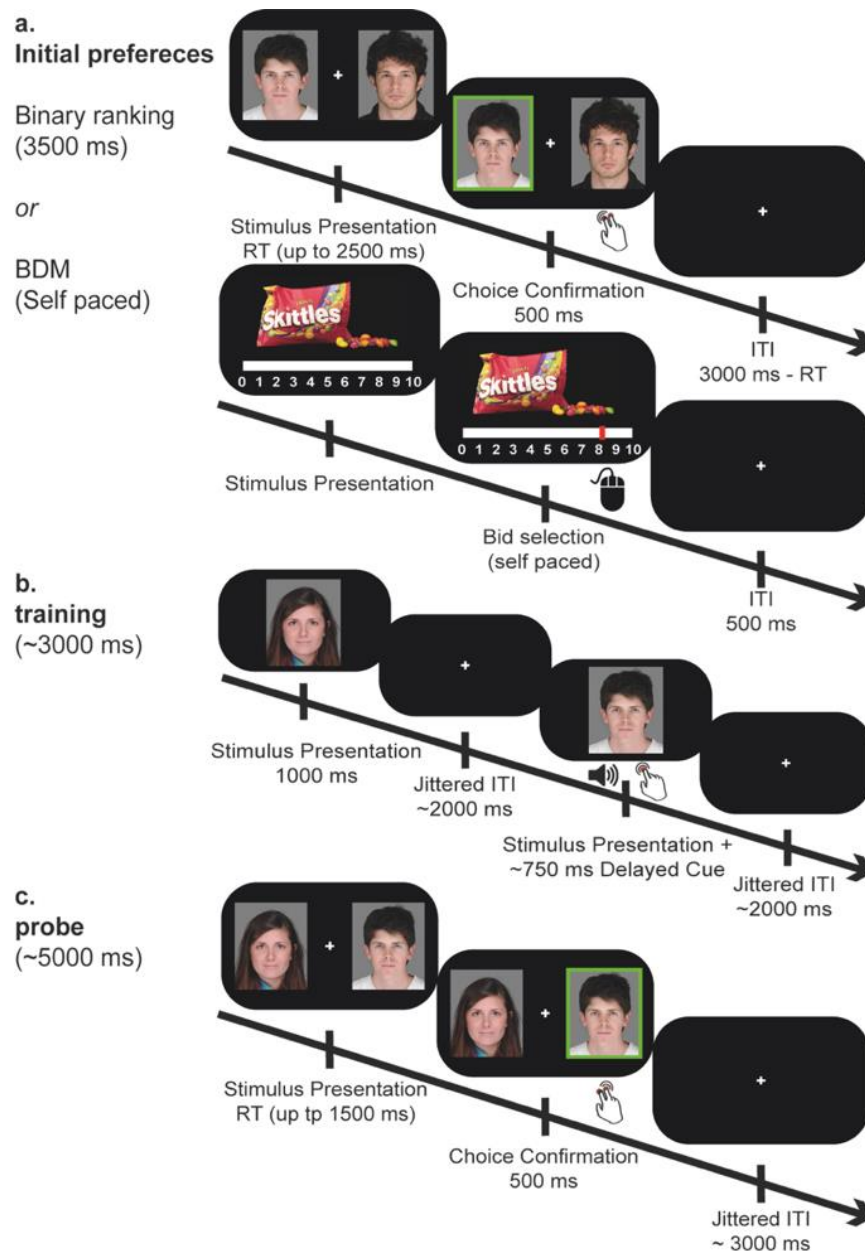 a.
Initial prefereces
Binary ranking
(3500 ms)
or
BDM
(Self paced)
Stimulus Presentation
RT (up to 2500 ms)
Choice Confirmation
500 ms
ITI
3000 ms - RT
Skittles
0 1 2 3 4 5 6 7 8 9 10
Skittles
0 1 2 3 4 5 6 7 8 9 10
Stimulus Presentation
Bid selection
(self paced)
ITI
500 ms
b.
training
(~3000 ms)
Stimulus Presentation
1000 ms
Jittered ITI
~2000 ms
Stimulus Presentation +
~750 ms Delayed Cue
Jittered ITI
~2000 ms
c.
probe
(~5000 ms)
Stimulus Presentation
RT (up tp 1500 ms)
Choice Confirmation
500 ms
Jittered ITI
~ 3000 ms